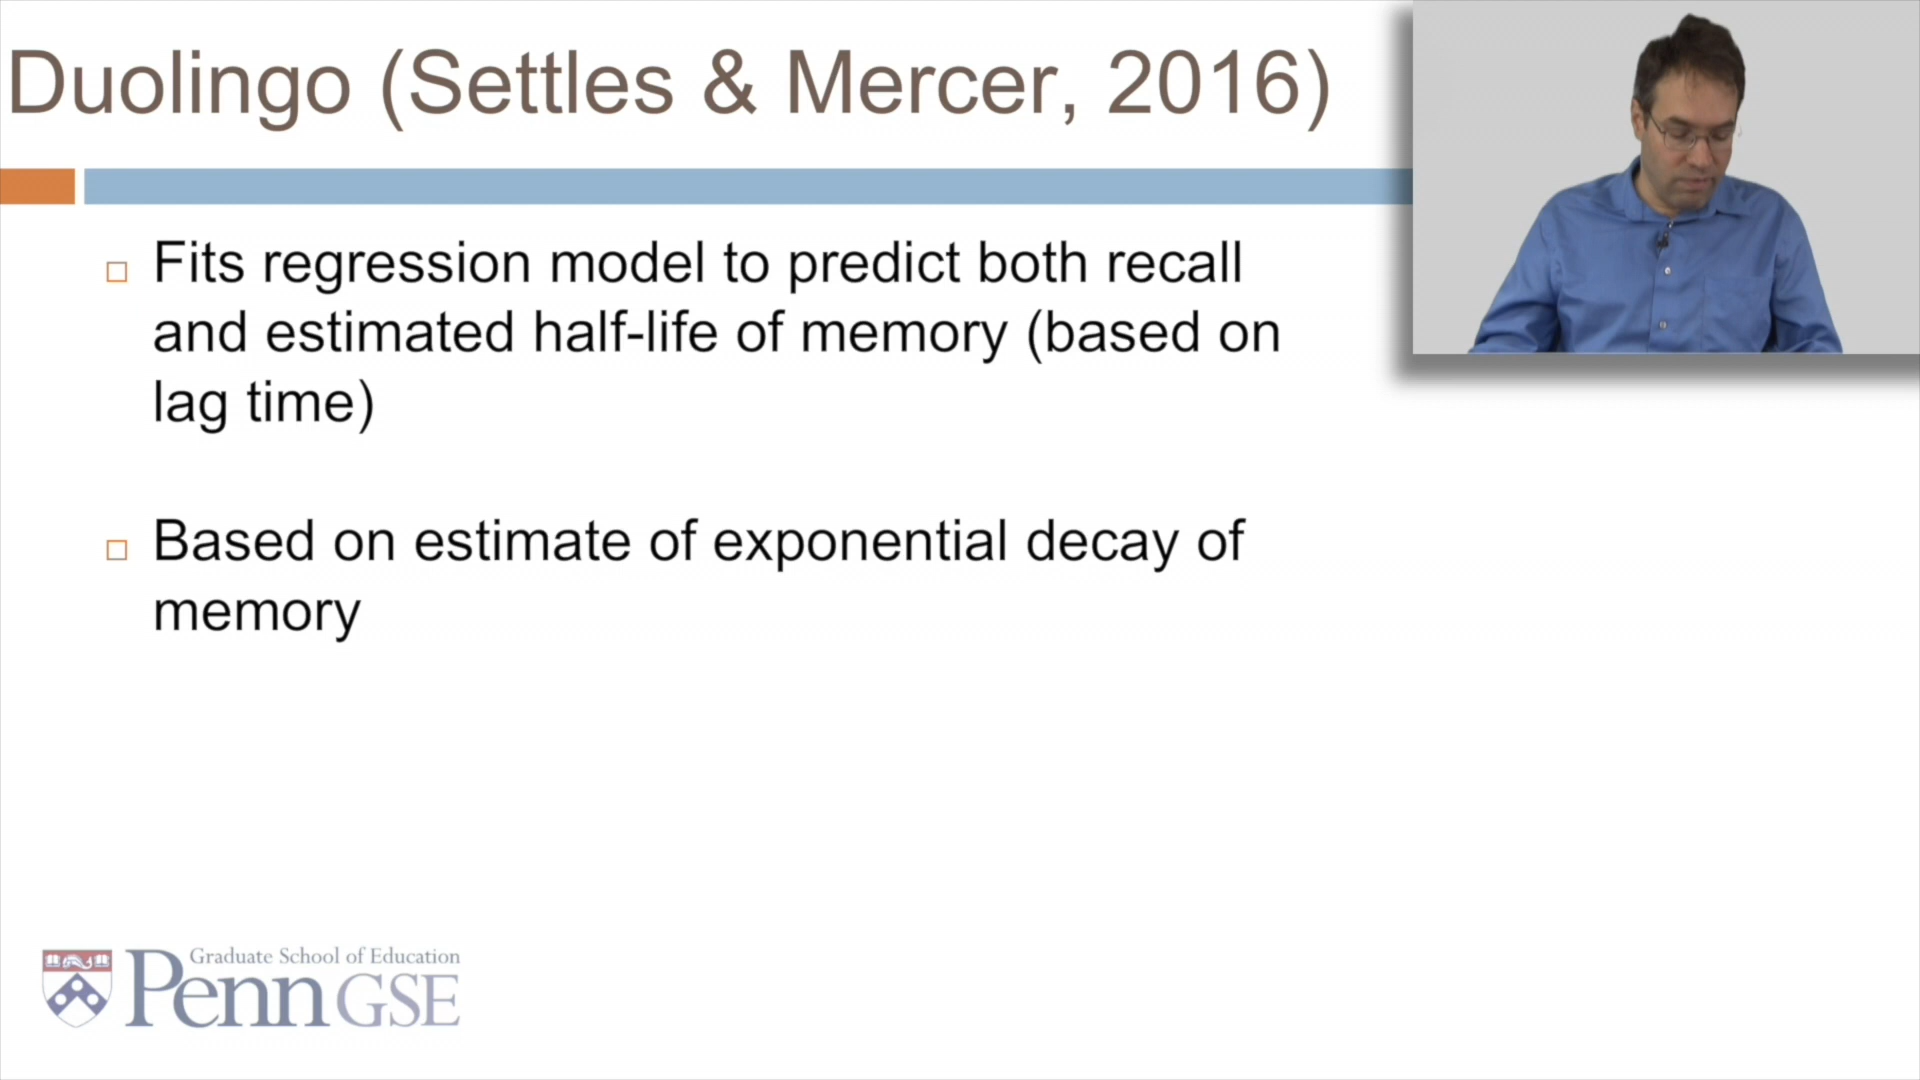 Duolingo (Settles & Mercer, 2016)
Fits regression model to predict both recall
and estimated half-life of memory (based on
lag time)
Based on estimate of exponential decay of
memory
Graduate School of Education
Penn GSE